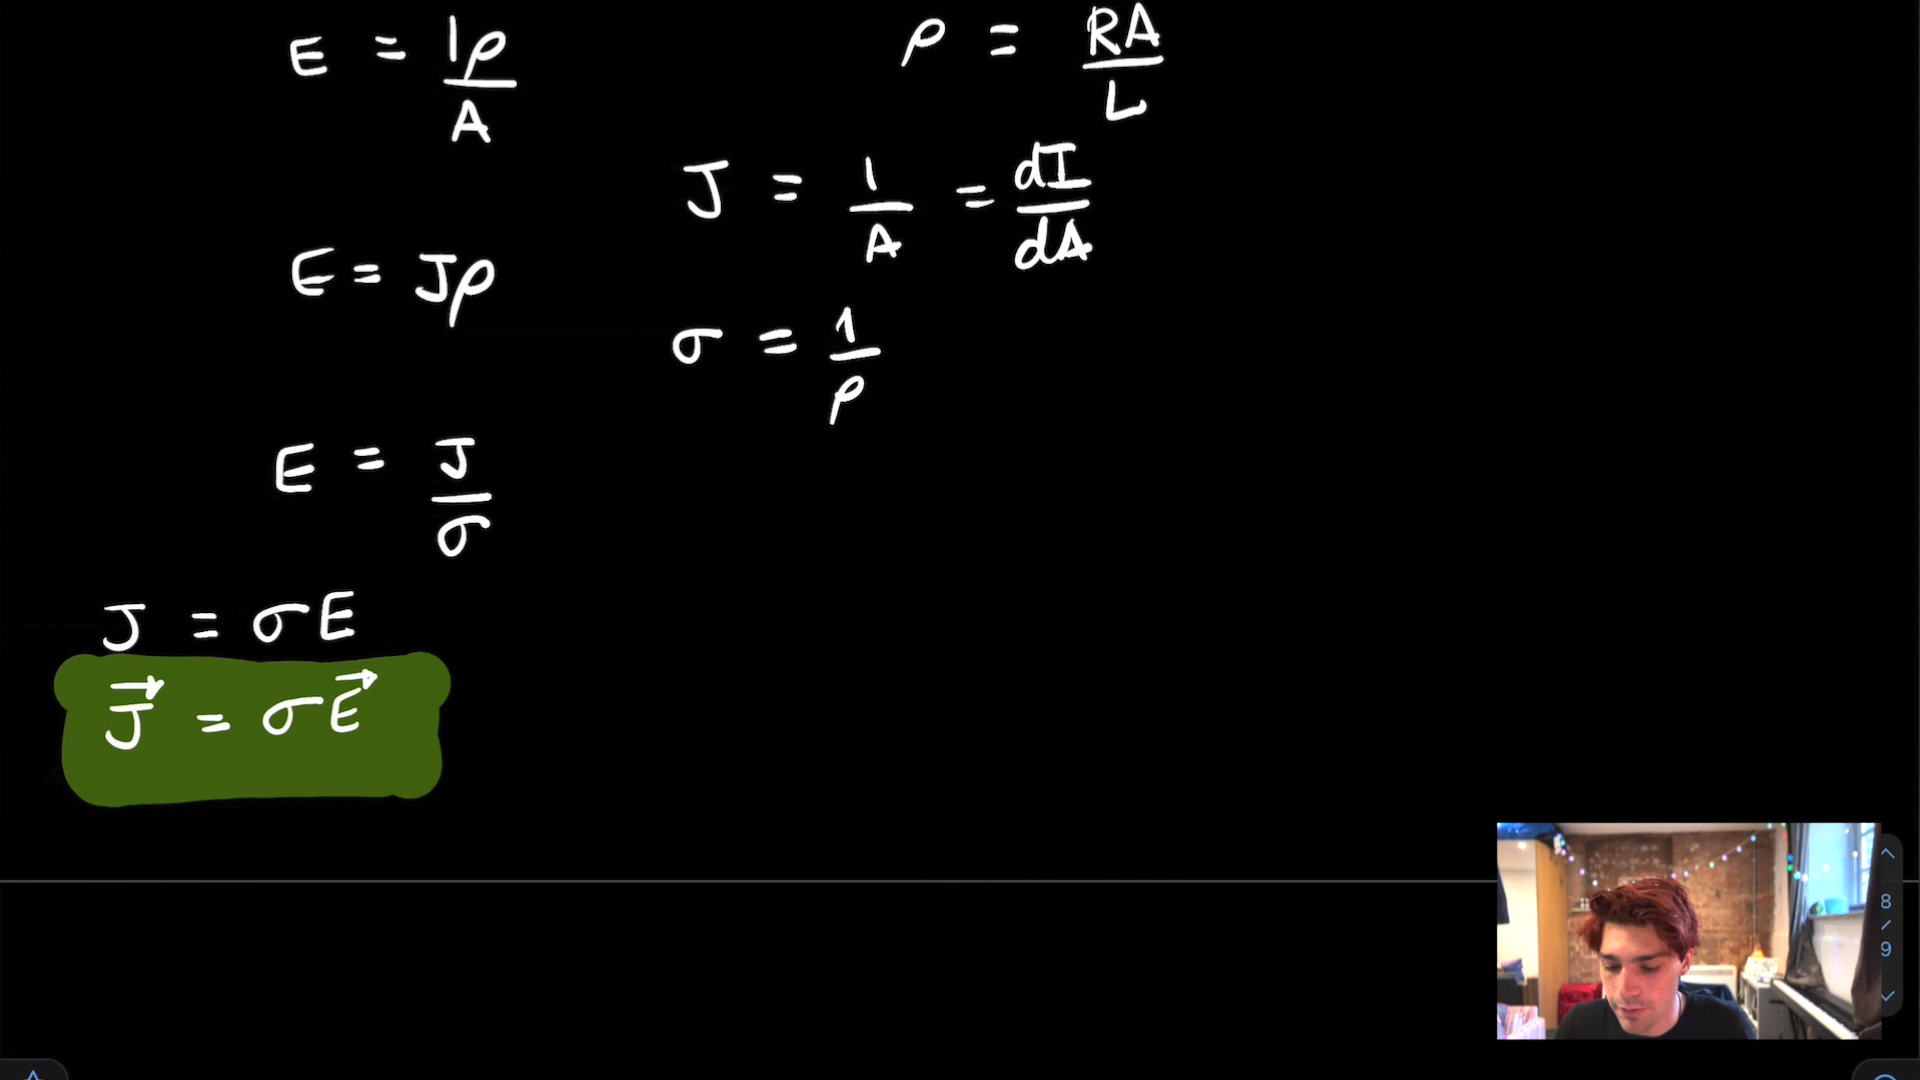 E = Iρ/A
ρ = RA/L
J = I/A = dI/dA
E = Jρ
σ = 1/ρ
E = J/σ
J = σE
J⃗ = σE⃗
8
/
9